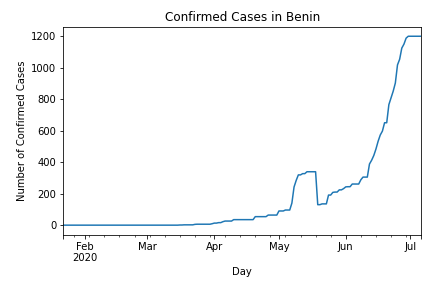 Confirmed Cases in Benin
Number of Confirmed Cases
1200
1000
800
600
400
200
0
Feb Mar Apr May Jun Jul
2020
Day